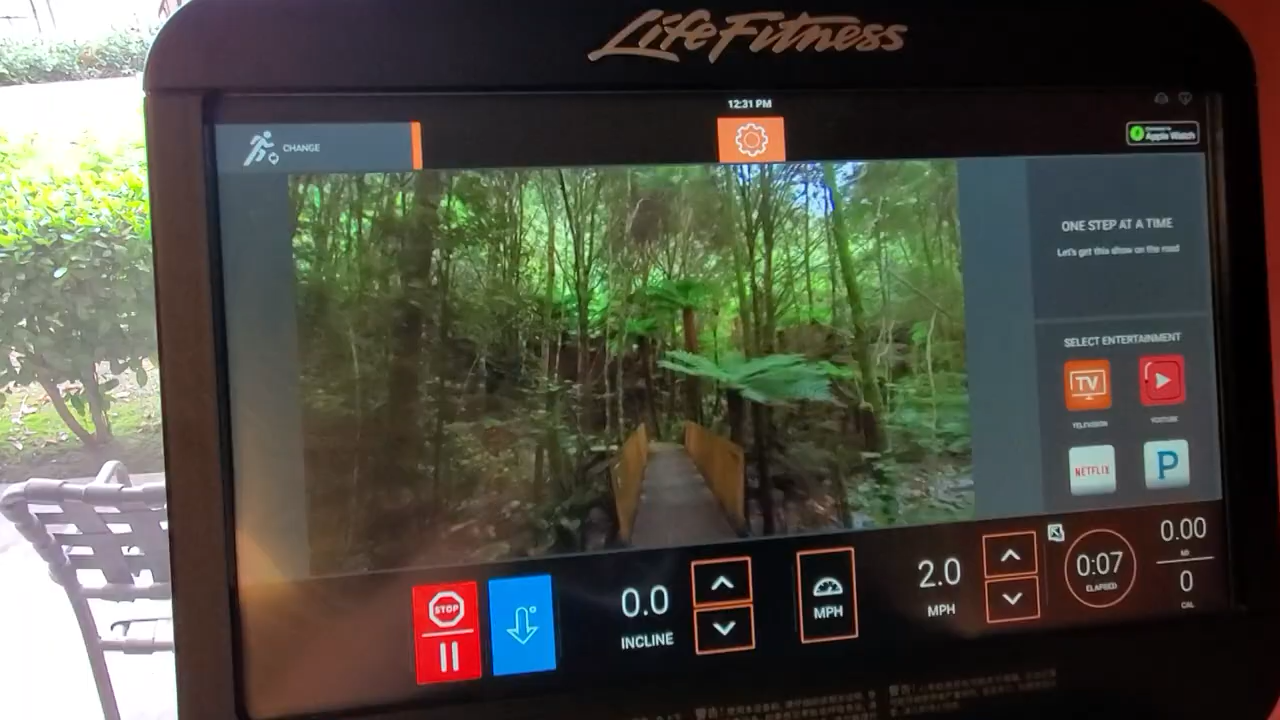 LifeFitness
12:31 PM
CHANGE
Apple Watch
ONE STEP AT A TIME
Let's get this show on the road
SELECT ENTERTAINMENT
TV
TELEVISION
YOUTUBE
NETFLIX
P
STOP
0.0
INCLINE
MPH
2.0
MPH
0:07
ELAPSED
0.00
0
CAL